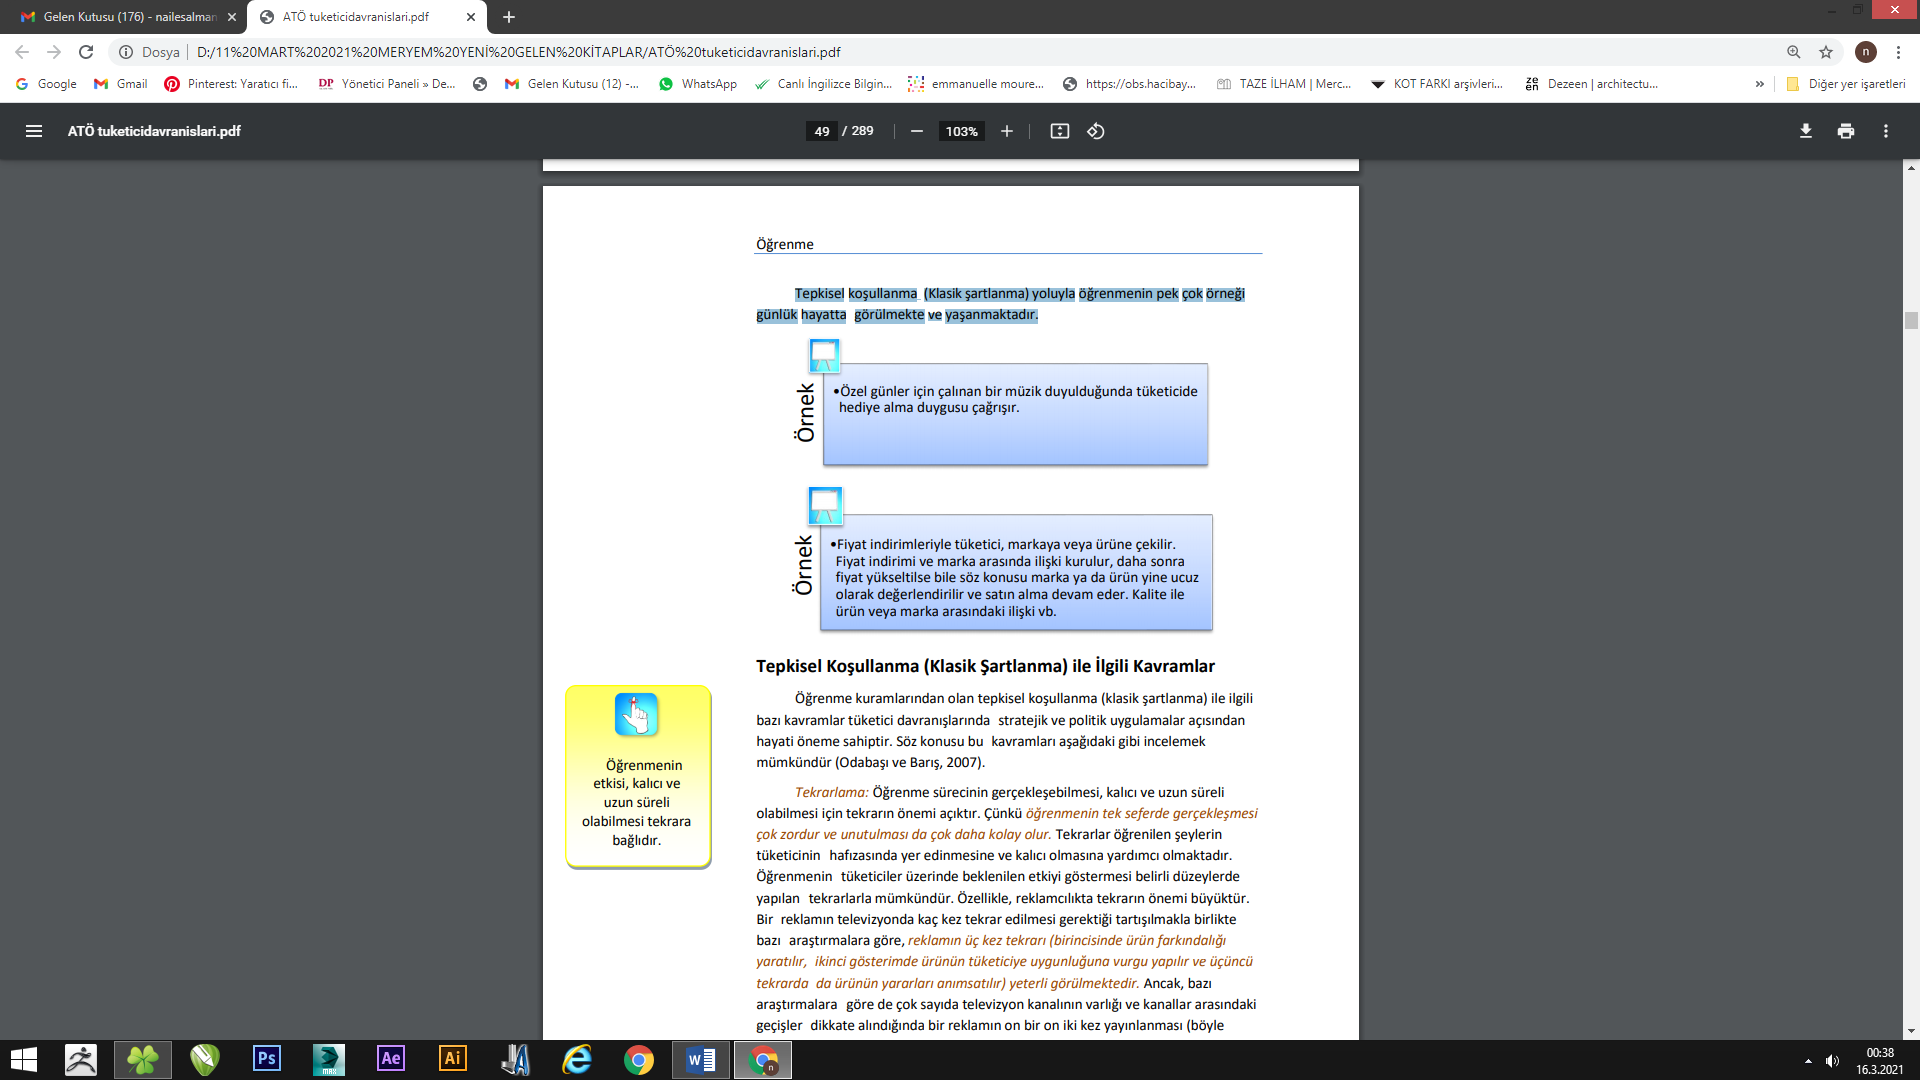 Gelen Kutusu (176) - nailesalmar
ATÖ tuketicidavranislari.pdf
Dosya
D:/11%20MART%202021%20MERYEM%20YENİ%20GELEN%20KİTAPLAR/ATÖ%20tuketicidavranislari.pdf
n
Google
Gmail
Pinterest: Yaratıcı fi...
DP
Yönetici Paneli » De...
Gelen Kutusu (12) -...
WhatsApp
Canlı İngilizce Bilgin...
emmanuelle moure...
https://obs.hacibay...
TAZE İLHAM | Merc...
KOT FARKI arşivleri...
ze en
Dezeen | architectu...
»
Diğer yer işaretleri
ATÖ tuketicidavranislari.pdf
49 / 289
103%
Öğrenme
Tepkisel koşullanma (Klasik şartlanma) yoluyla öğrenmenin pek çok örneği
günlük hayatta görülmekte ve yaşanmaktadır.
Örnek
•Özel günler için çalınan bir müzik duyulduğunda tüketicide
hediye alma duygusu çağrışır.
Örnek
•Fiyat indirimleriyle tüketici, markaya veya ürüne çekilir.
Fiyat indirimi ve marka arasında ilişki kurulur, daha sonra
fiyat yükseltilse bile söz konusu marka ya da ürün yine ucuz
olarak değerlendirilir ve satın alma devam eder. Kalite ile
ürün veya marka arasındaki ilişki vb.
Tepkisel Koşullanma (Klasik Şartlanma) ile İlgili Kavramlar
Öğrenme kuramlarından olan tepkisel koşullanma (klasik şartlanma) ile ilgili
bazı kavramlar tüketici davranışlarında stratejik ve politik uygulamalar açısından
hayati öneme sahiptir. Söz konusu bu kavramları aşağıdaki gibi incelemek
mümkündür (Odabaşı ve Barış, 2007).
Öğrenmenin
etkisi, kalıcı ve
uzun süreli
olabilmesi tekrara
bağlıdır.
Tekrarlama: Öğrenme sürecinin gerçekleşebilmesi, kalıcı ve uzun süreli
olabilmesi için tekrarın önemi açıktır. Çünkü öğrenmenin tek seferde gerçekleşmesi
çok zordur ve unutulması da çok daha kolay olur. Tekrarlar öğrenilen şeylerin
tüketicinin hafızasında yer edinmesine ve kalıcı olmasına yardımcı olmaktadır.
Öğrenmenin tüketiciler üzerinde beklenilen etkiyi göstermesi belirli düzeylerde
yapılan tekrarlarla mümkündür. Özellikle, reklamcılıkta tekrarın önemi büyüktür.
Bir reklamın televizyonda kaç kez tekrar edilmesi gerektiği tartışılmakla birlikte
bazı araştırmalara göre, reklamın üç kez tekrarı (birincisinde ürün farkındalığı
yaratılır, ikinci gösterimde ürünün tüketiciye uygunluğuna vurgu yapılır ve üçüncü
tekrarda da ürünün yararları anımsatılır) yeterli görülmektedir. Ancak, bazı
araştırmalara göre de çok sayıda televizyon kanalının varlığı ve kanallar arasındaki
geçişler dikkate alındığında bir reklamın on bir on iki kez yayınlanması (böyle
Ps
MAX
Ae
Ai
W
n
00:38
16.3.2021